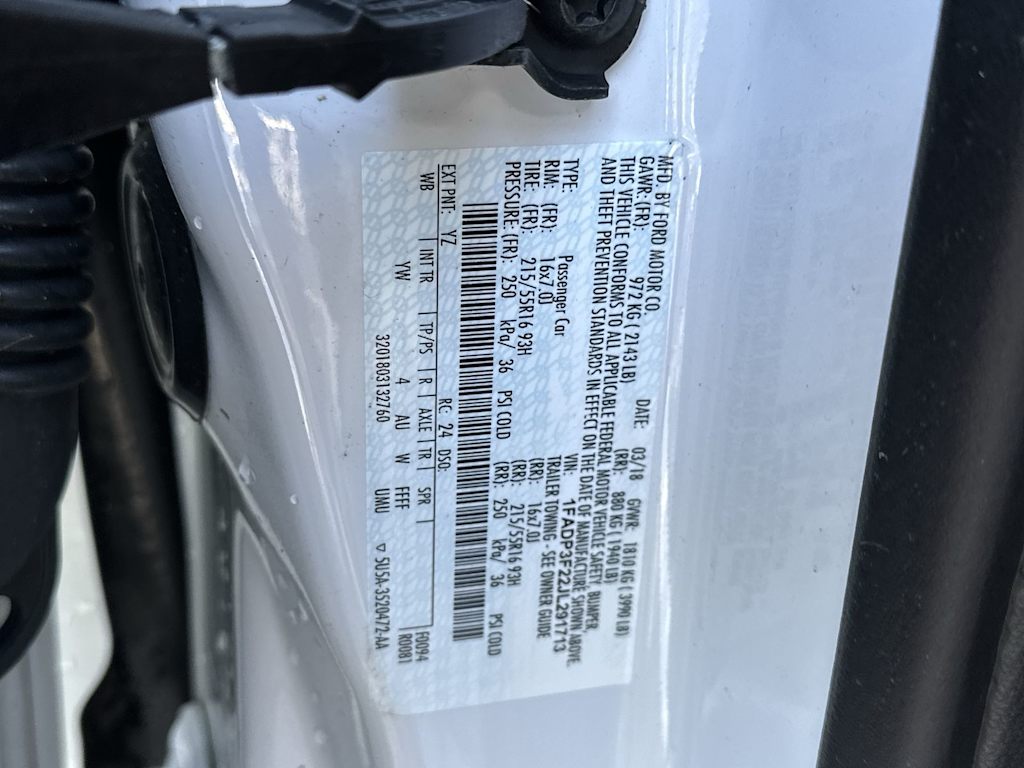 MFD. BY FORD MOTOR CO. DATE: 03/18 GVWR: 1810 KG ( 3990 LB)
GAWR: (FR): 972 KG ( 2143 LB) (RR): 880 KG ( 1940 LB)
THIS VEHICLE CONFORMS TO ALL APPLICABLE FEDERAL MOTOR VEHICLE SAFETY, BUMPER,
AND THEFT PREVENTION STANDARDS IN EFFECT ON THE DATE OF MANUFACTURE SHOWN ABOVE
VIN: 1FADP3F22JL291713
TYPE: Passenger Car TRAILER TOWING - SEE OWNER GUIDE
RIM: (FR): 16x7.0J (RR): 16x7.0J
TIRE: (FR): 215/55R16 93H (RR): 215/55R16 93H
PRESSURE: (FR): 250 kPa/ 36 PSI COLD (RR): 250 kPa/ 36 PSI COLD
EXT PNT: YZ RC: 24 DSO: F0094
R0081
WB INT TR TP/PS R AXLE TR SPR
YW 4 AU W FFF
UMU
3201803132760 ▽ 5U5A-3520472-AA